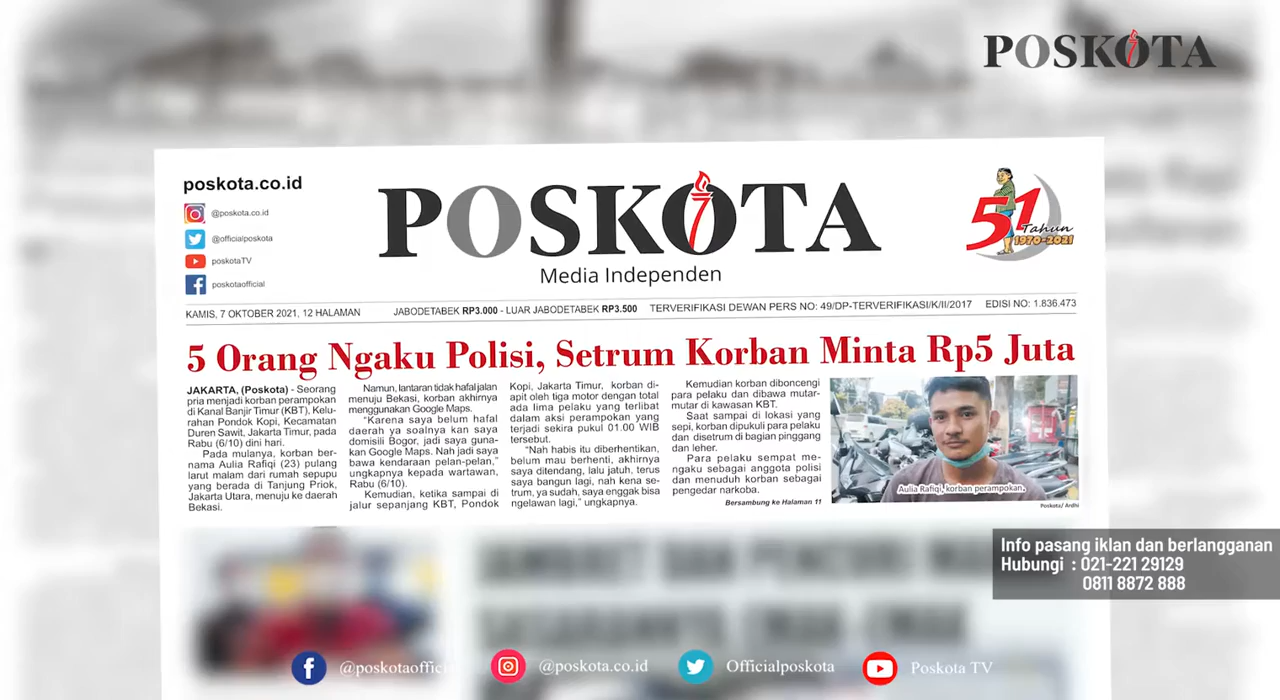 POSKOTA
poskota.co.id
@poskota.co.id
@officialposkota
poskotaTV
poskotaofficial
POSKOTA
Media Independen
51
Tahun
1970-2021
KAMIS, 7 OKTOBER 2021, 12 HALAMAN
JABODETABEK RP3.000 - LUAR JABODETABEK RP3.500
TERVERIFIKASI DEWAN PERS NO: 49/DP-TERVERIFIKASI/K/II/2017
EDISI NO: 1.836.473
5 Orang Ngaku Polisi, Setrum Korban Minta Rp5 Juta
JAKARTA, (Poskota) - Seorang
pria menjadi korban perampokan
di Kanal Banjir Timur (KBT), Kelu-
rahan Pondok Kopi, Kecamatan
Duren Sawit, Jakarta Timur, pada
Rabu (6/10) dini hari.
Pada mulanya, korban ber-
nama Aulia Rafiqi (23) pulang
larut malam dari rumah sepupu
yang berada di Tanjung Priok,
Jakarta Utara, menuju ke daerah
Bekasi.
Namun, lantaran tidak hafal jalan
menuju Bekasi, korban akhirnya
menggunakan Google Maps.
"Karena saya belum hafal
daerah ya soalnya kan saya
domisili Bogor, jadi saya guna-
kan Google Maps. Nah jadi saya
bawa kendaraan pelan-pelan,"
ungkapnya kepada wartawan,
Rabu (6/10).
Kemudian, ketika sampai di
jalur sepanjang KBT, Pondok
Kopi, Jakarta Timur, korban di-
apit oleh tiga motor dengan total
ada lima pelaku yang terlibat
dalam aksi perampokan yang
terjadi sekira pukul 01.00 WIB
tersebut.
"Nah habis itu diberhentikan,
belum mau berhenti, akhirnya
saya ditendang, lalu jatuh, terus
saya bangun lagi, nah kena se-
trum, ya sudah, saya enggak bisa
ngelawan lagi," ungkapnya.
Kemudian korban diboncengi
para pelaku dan dibawa mutar-
mutar di kawasan KBT.
Saat sampai di lokasi yang
sepi, korban dipukuli para pelaku
dan disetrum di bagian pinggang
dan leher.
Para pelaku sempat me-
ngaku sebagai anggota polisi
dan menuduh korban sebagai
pengedar narkoba.
Bersambung ke Halaman 11
Aulia Rafiqi, korban perampokan.
Poskota/ Ardhi
Info pasang iklan dan berlangganan
Hubungi : 021-221 29129
0811 8872 888
JAMBRET DAN PENCURI
@poskotaoffic
@poskota.co.id
Officialposkota
Poskota TV